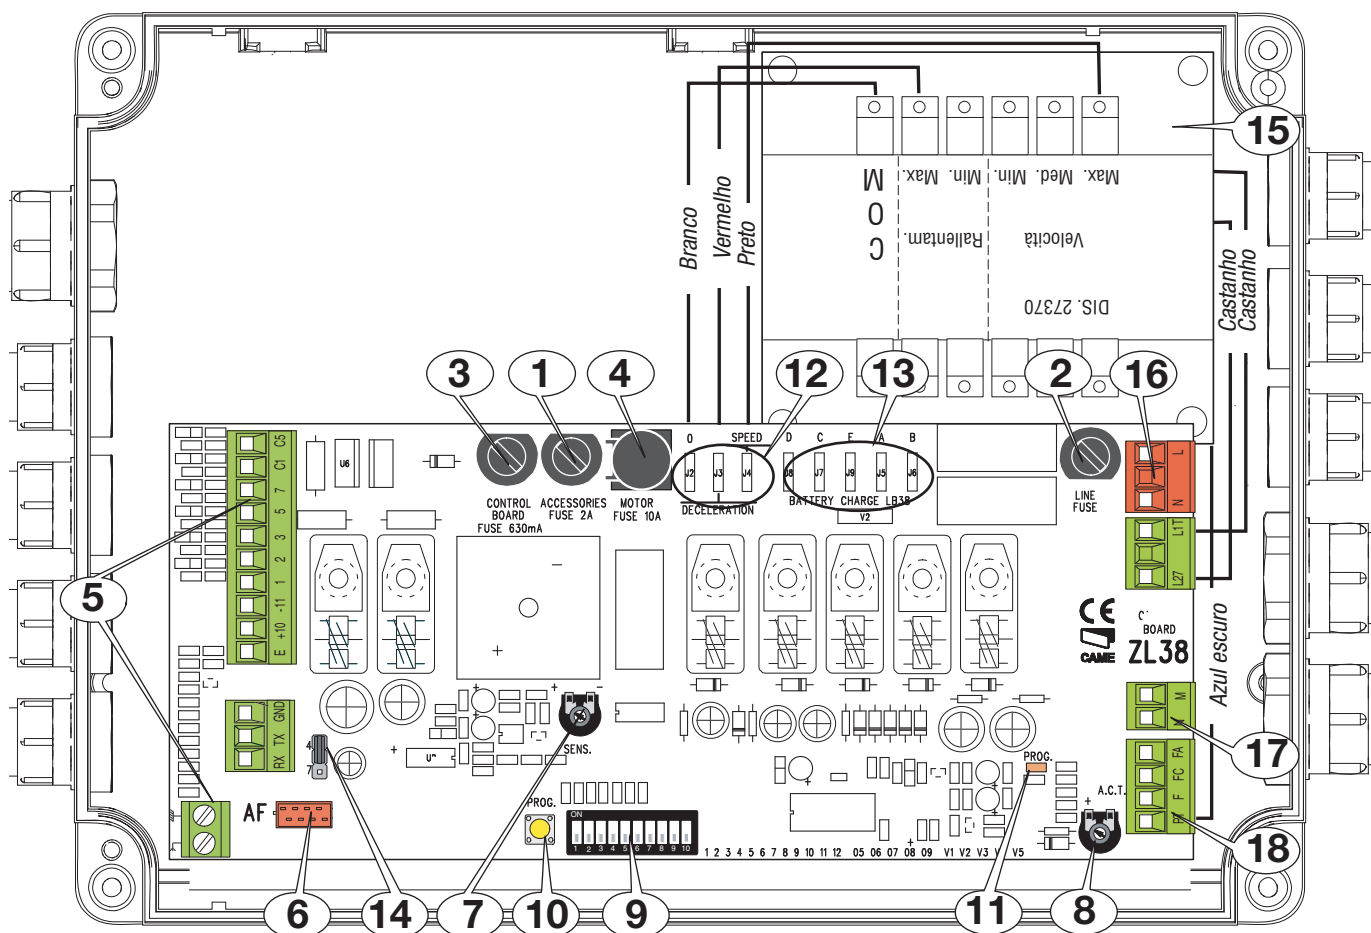 15
Max. Med. Min. Min. Max.
COM
Velocità
Rallentam.
DIS. 27370
Branco
Vermelho
Preto
Castanho
Castanho
3
1
4
12
13
2
16
O SPEED D C E A B
J2 J3 J4 J8 J7 J9 J5 J6
DECELERATION
BATTERY CHARGE LB38
V2
CONTROL
BOARD
FUSE 630mA
ACCESSORIES
FUSE 2A
MOTOR
FUSE 10A
LINE
FUSE
U6
C5
C1
7
5
3
2
1
-11
+10
E
L
N
L1T
L27
5
CE
CAME
BOARD
ZL38
Azul escuro
GND
TX
RX
4
7
- +
+ -
SENS.
M
17
FA
FC
F
RX
A.C.T.
PROG.
AF
PROG.
ON
1 2 3 4 5 6 7 8 9 10
1 2 3 4 5 6 7 8 9 10 11 12 05 06 07 08 09 V1 V2 V3 V5
18
6
14
7
10
9
11
8